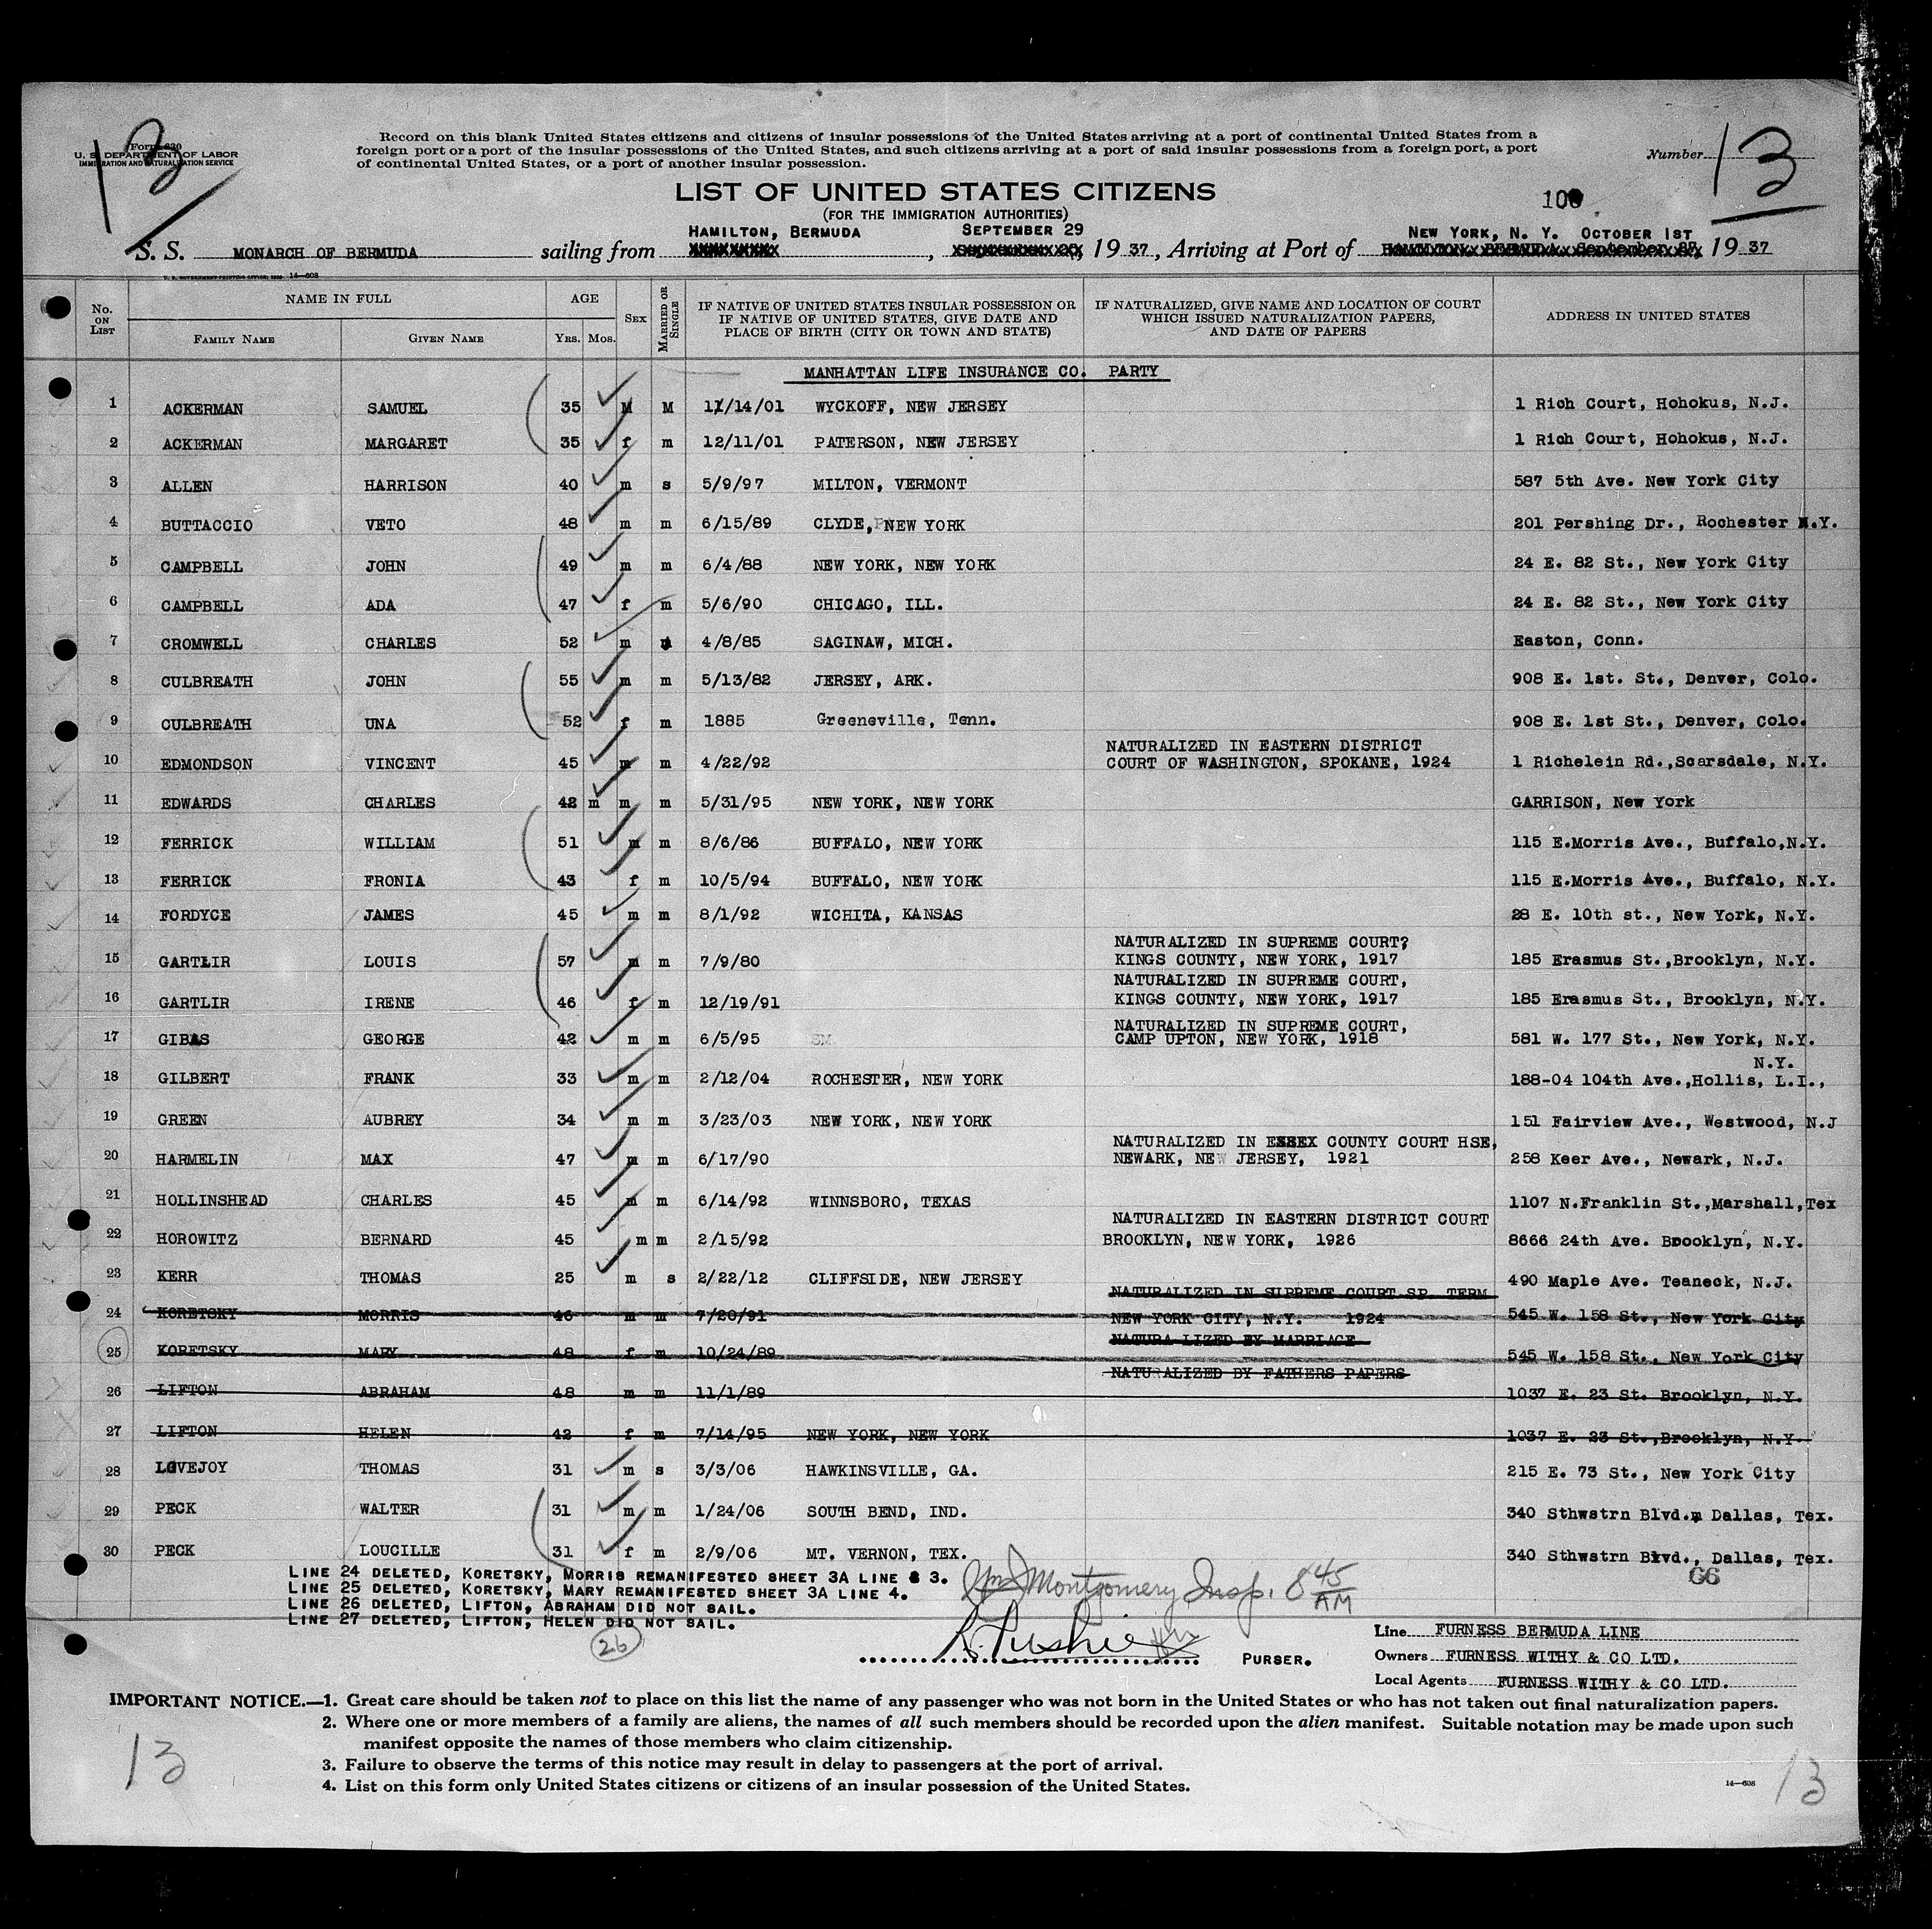 13
Form 630
U. S. DEPARTMENT OF LABOR
IMMIGRATION AND NATURALIZATION SERVICE
Record on this blank United States citizens and citizens of insular possessions of the United States arriving at a port of continental United States from a
foreign port or a port of the insular possessions of the United States, and such citizens arriving at a port of said insular possessions from a foreign port, a port
of continental United States, or a port of another insular possession.
Number 13
LIST OF UNITED STATES CITIZENS
(FOR THE IMMIGRATION AUTHORITIES)
HAMILTON, BERMUDA SEPTEMBER 29 NEW YORK, N. Y. OCTOBER 1ST
S. S. MONARCH OF BERMUDA sailing from , 19 37, Arriving at Port of 19 37
14—608
No. ON LIST NAME IN FULL AGE SEX MARRIED OR SINGLE IF NATIVE OF UNITED STATES INSULAR POSSESSION OR IF NATIVE OF UNITED STATES, GIVE DATE AND PLACE OF BIRTH (CITY OR TOWN AND STATE) IF NATURALIZED, GIVE NAME AND LOCATION OF COURT WHICH ISSUED NATURALIZATION PAPERS, AND DATE OF PAPERS ADDRESS IN UNITED STATES
FAMILY NAME GIVEN NAME YRS. MOS.
MANHATTAN LIFE INSURANCE CO. PARTY
1 ACKERMAN SAMUEL 35 M M 11/14/01 WYCKOFF, NEW JERSEY 1 Rich Court, Hohokus, N.J.
2 ACKERMAN MARGARET 35 f m 12/11/01 PATERSON, NEW JERSEY 1 Rich Court, Hohokus, N.J.
3 ALLEN HARRISON 40 m s 5/9/97 MILTON, VERMONT 587 5th Ave. New York City
4 BUTTACCIO VETO 48 m m 6/15/89 CLYDE, NEW YORK 201 Pershing Dr., Rochester N.Y.
5 CAMPBELL JOHN 49 m m 6/4/88 NEW YORK, NEW YORK 24 E. 82 St., New York City
6 CAMPBELL ADA 47 f m 5/6/90 CHICAGO, ILL. 24 E. 82 St., New York City
7 CROMWELL CHARLES 52 m 4/8/85 SAGINAW, MICH. Easton, Conn.
8 CULBREATH JOHN 55 m m 5/13/82 JERSEY, ARK. 908 E. 1st. St., Denver, Colo.
9 CULBREATH UNA 52 f m 1885 Greeneville, Tenn. 908 E. 1st St., Denver, Colo.
NATURALIZED IN EASTERN DISTRICT
10 EDMONDSON VINCENT 45 m m 4/22/92 COURT OF WASHINGTON, SPOKANE, 1924 1 Richelein Rd.,Scarsdale, N.Y.
11 EDWARDS CHARLES 42 m m m 5/31/95 NEW YORK, NEW YORK GARRISON, New York
12 FERRICK WILLIAM 51 m m 8/6/86 BUFFALO, NEW YORK 115 E.Morris Ave., Buffalo,N.Y.
13 FERRICK FRONIA 43 f m 10/5/94 BUFFALO, NEW YORK 115 E.Morris Ave., Buffalo, N.Y.
14 FORDYCE JAMES 45 m m 8/1/92 WICHITA, KANSAS 28 E. 10th st., New York, N.Y.
NATURALIZED IN SUPREME COURT?
15 GARTLIR LOUIS 57 m m 7/9/80 KINGS COUNTY, NEW YORK, 1917 185 Erasmus St.,Brooklyn, N.Y.
NATURALIZED IN SUPREME COURT,
16 GARTLIR IRENE 46 f m 12/19/91 KINGS COUNTY, NEW YORK, 1917 185 Erasmus St., Brooklyn, N.Y.
NATURALIZED IN SUPREME COURT,
17 GIBAS GEORGE 42 m m 6/5/95 CAMP UPTON, NEW YORK, 1918 581 W. 177 St., New York, N.Y.
N.Y.
18 GILBERT FRANK 33 m m 2/12/04 ROCHESTER, NEW YORK 188-04 104th Ave.,Hollis, L.I.,
19 GREEN AUBREY 34 m m 3/23/03 NEW YORK, NEW YORK 151 Fairview Ave., Westwood, N.J
NATURALIZED IN ESSEX COUNTY COURT HSE,
20 HARMELIN MAX 47 m m 6/17/90 NEWARK, NEW JERSEY, 1921 258 Keer Ave., Newark, N.J.
21 HOLLINSHEAD CHARLES 45 m m 6/14/92 WINNSBORO, TEXAS 1107 N.Franklin St.,Marshall,Tex
NATURALIZED IN EASTERN DISTRICT COURT
22 HOROWITZ BERNARD 45 m m 2/15/92 BROOKLYN, NEW YORK, 1926 8666 24th Ave. Brooklyn, N.Y.
23 KERR THOMAS 25 m s 2/22/12 CLIFFSIDE, NEW JERSEY 490 Maple Ave. Teaneck, N.J.
NATURALIZED IN SUPREME COURT SP. TERM
24 KORETSKY MORRIS 46 m m 7/20/91 NEW YORK CITY, N.Y. 1924 545 W. 158 St., New York City
NATURA LIZED BY MARRIAGE
25 KORETSKY MARY 48 f m 10/24/89 545 W. 158 St., New York City
NATURALIZED BY FATHERS PAPERS
26 LIFTON ABRAHAM 48 m m 11/1/89 1037 E. 23 St. Brooklyn, N.Y.
27 LIFTON HELEN 42 f m 7/14/95 NEW YORK, NEW YORK 1037 E. 23 St.,Brooklyn, N.Y.
28 LOVEJOY THOMAS 31 m s 3/3/06 HAWKINSVILLE, GA. 215 E. 73 St., New York City
29 PECK WALTER 31 m m 1/24/06 SOUTH BEND, IND. 340 Sthwstrn Blvd., Dallas, Tex.
30 PECK LOUCILLE 31 f m 2/9/06 MT. VERNON, TEX. 340 Sthwstrn Blvd., Dallas, Tex.
66
LINE 24 DELETED, KORETSKY, MORRIS REMANIFESTED SHEET 3A LINE 3.
LINE 25 DELETED, KORETSKY, MARY REMANIFESTED SHEET 3A LINE 4.
LINE 26 DELETED, LIFTON, ABRAHAM DID NOT SAIL.
LINE 27 DELETED, LIFTON, HELEN DID NOT SAIL.
Montgomery Insp. 8 45 AM
26
PURSER.
Line FURNESS BERMUDA LINE
Owners FURNESS WITHY & CO LTD.
Local Agents FURNESS WITHY & CO LTD.
IMPORTANT NOTICE.—1. Great care should be taken not to place on this list the name of any passenger who was not born in the United States or who has not taken out final naturalization papers.
2. Where one or more members of a family are aliens, the names of all such members should be recorded upon the alien manifest. Suitable notation may be made upon such
manifest opposite the names of those members who claim citizenship.
3. Failure to observe the terms of this notice may result in delay to passengers at the port of arrival.
4. List on this form only United States citizens or citizens of an insular possession of the United States.
14—608
13
13